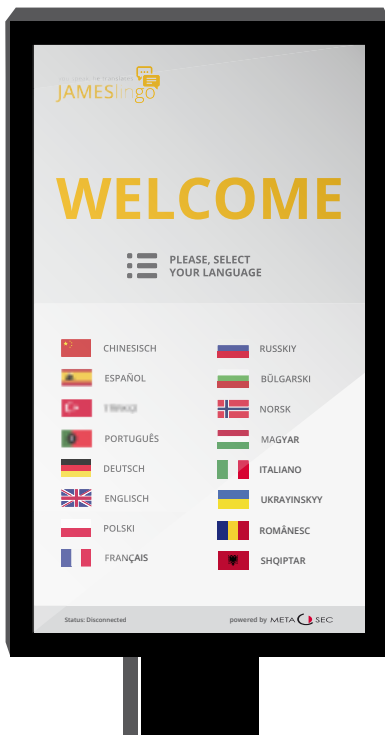 JAMESlingo
WELCOME
PLEASE, SELECT
YOUR LANGUAGE
CHINESISCH
ESPAÑOL
PORTUGUÊS
DEUTSCH
ENGLISCH
POLSKI
FRANÇAIS
RUSSKIY
BŬLGARSKI
NORSK
MAGYAR
ITALIANO
UKRAYINSKYY
ROMÂNESC
SHQIPTAR
Status: Disconnected
powered by META SEC